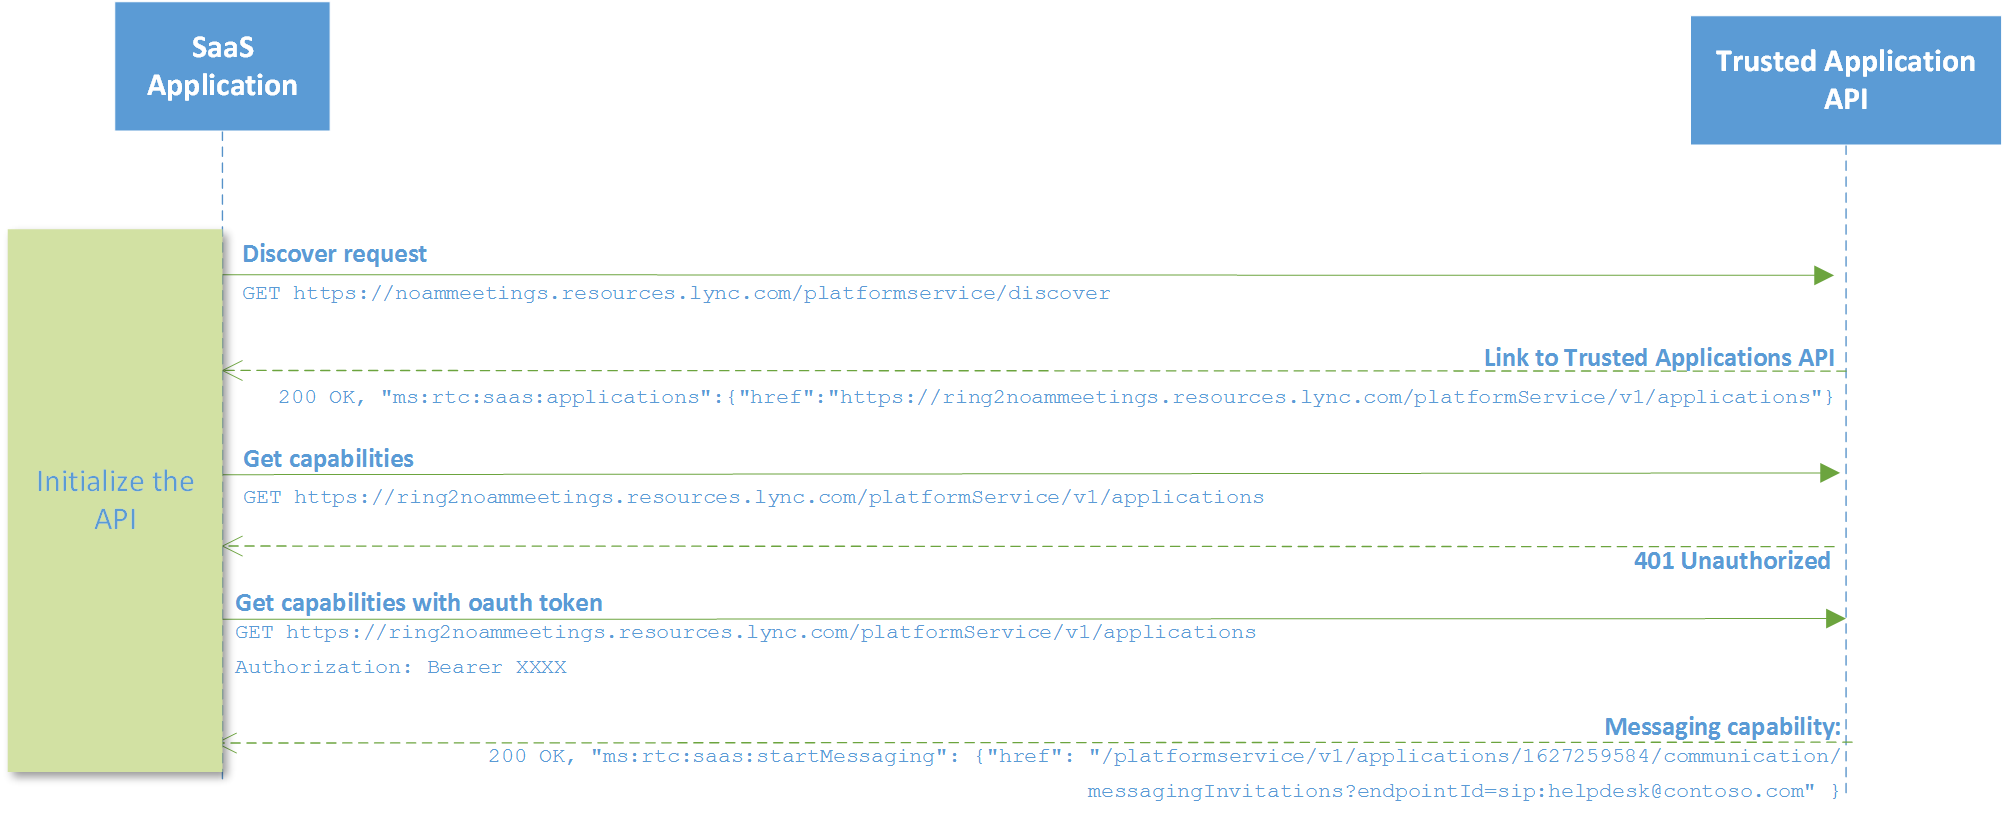 SaaS
Application
Trusted Application
API
Discover request
GET https://noammeetings.resources.lync.com/platformservice/discover
Link to Trusted Applications API
200 OK, "ms:rtc:saas:applications":{"href":"https://ring2noammeetings.resources.lync.com/platformService/v1/applications"}
Get capabilities
GET https://ring2noammeetings.resources.lync.com/platformService/v1/applications
Initialize the
API
401 Unauthorized
Get capabilities with oauth token
GET https://ring2noammeetings.resources.lync.com/platformService/v1/applications
Authorization: Bearer XXXX
Messaging capability:
200 OK, "ms:rtc:saas:startMessaging": {"href": "/platformservice/v1/applications/1627259584/communication/
messagingInvitations?endpointId=sip:helpdesk@contoso.com" }